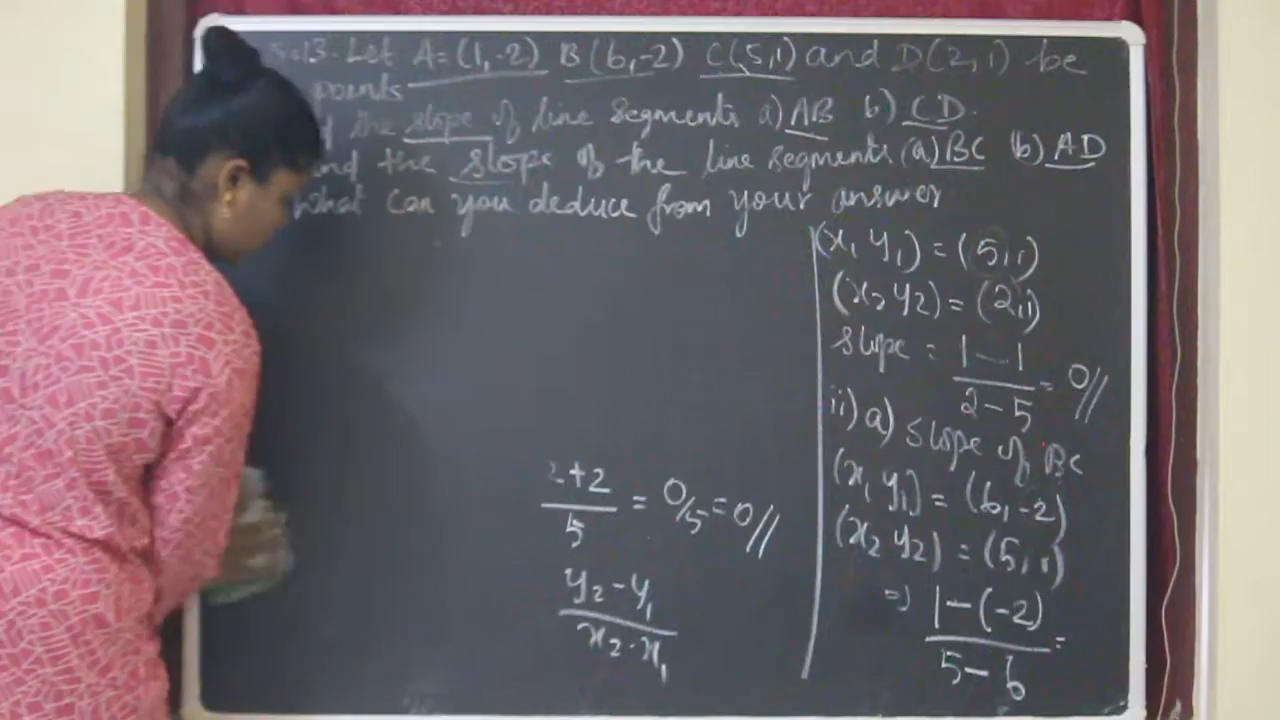 5.13. Let A=(1,-2) B(6,-2) C(5,1) and D(2,1) be
points
the slope of line segments a) AB b) CD.
the slope of the line segments (a) BC b) AD
What can you deduce from your answer
2+2
5
= 0/5 = 0//
y2-y1
x2-x1
(x1 y1) = (5,1)
(x2 y2) = (2,1)
slope = 1-1
2-5
= 0//
ii) a) slope of BC
(x1 y1) = (6,-2)
(x2 y2) = (5,1)
=> 1-(-2)
5-6
=